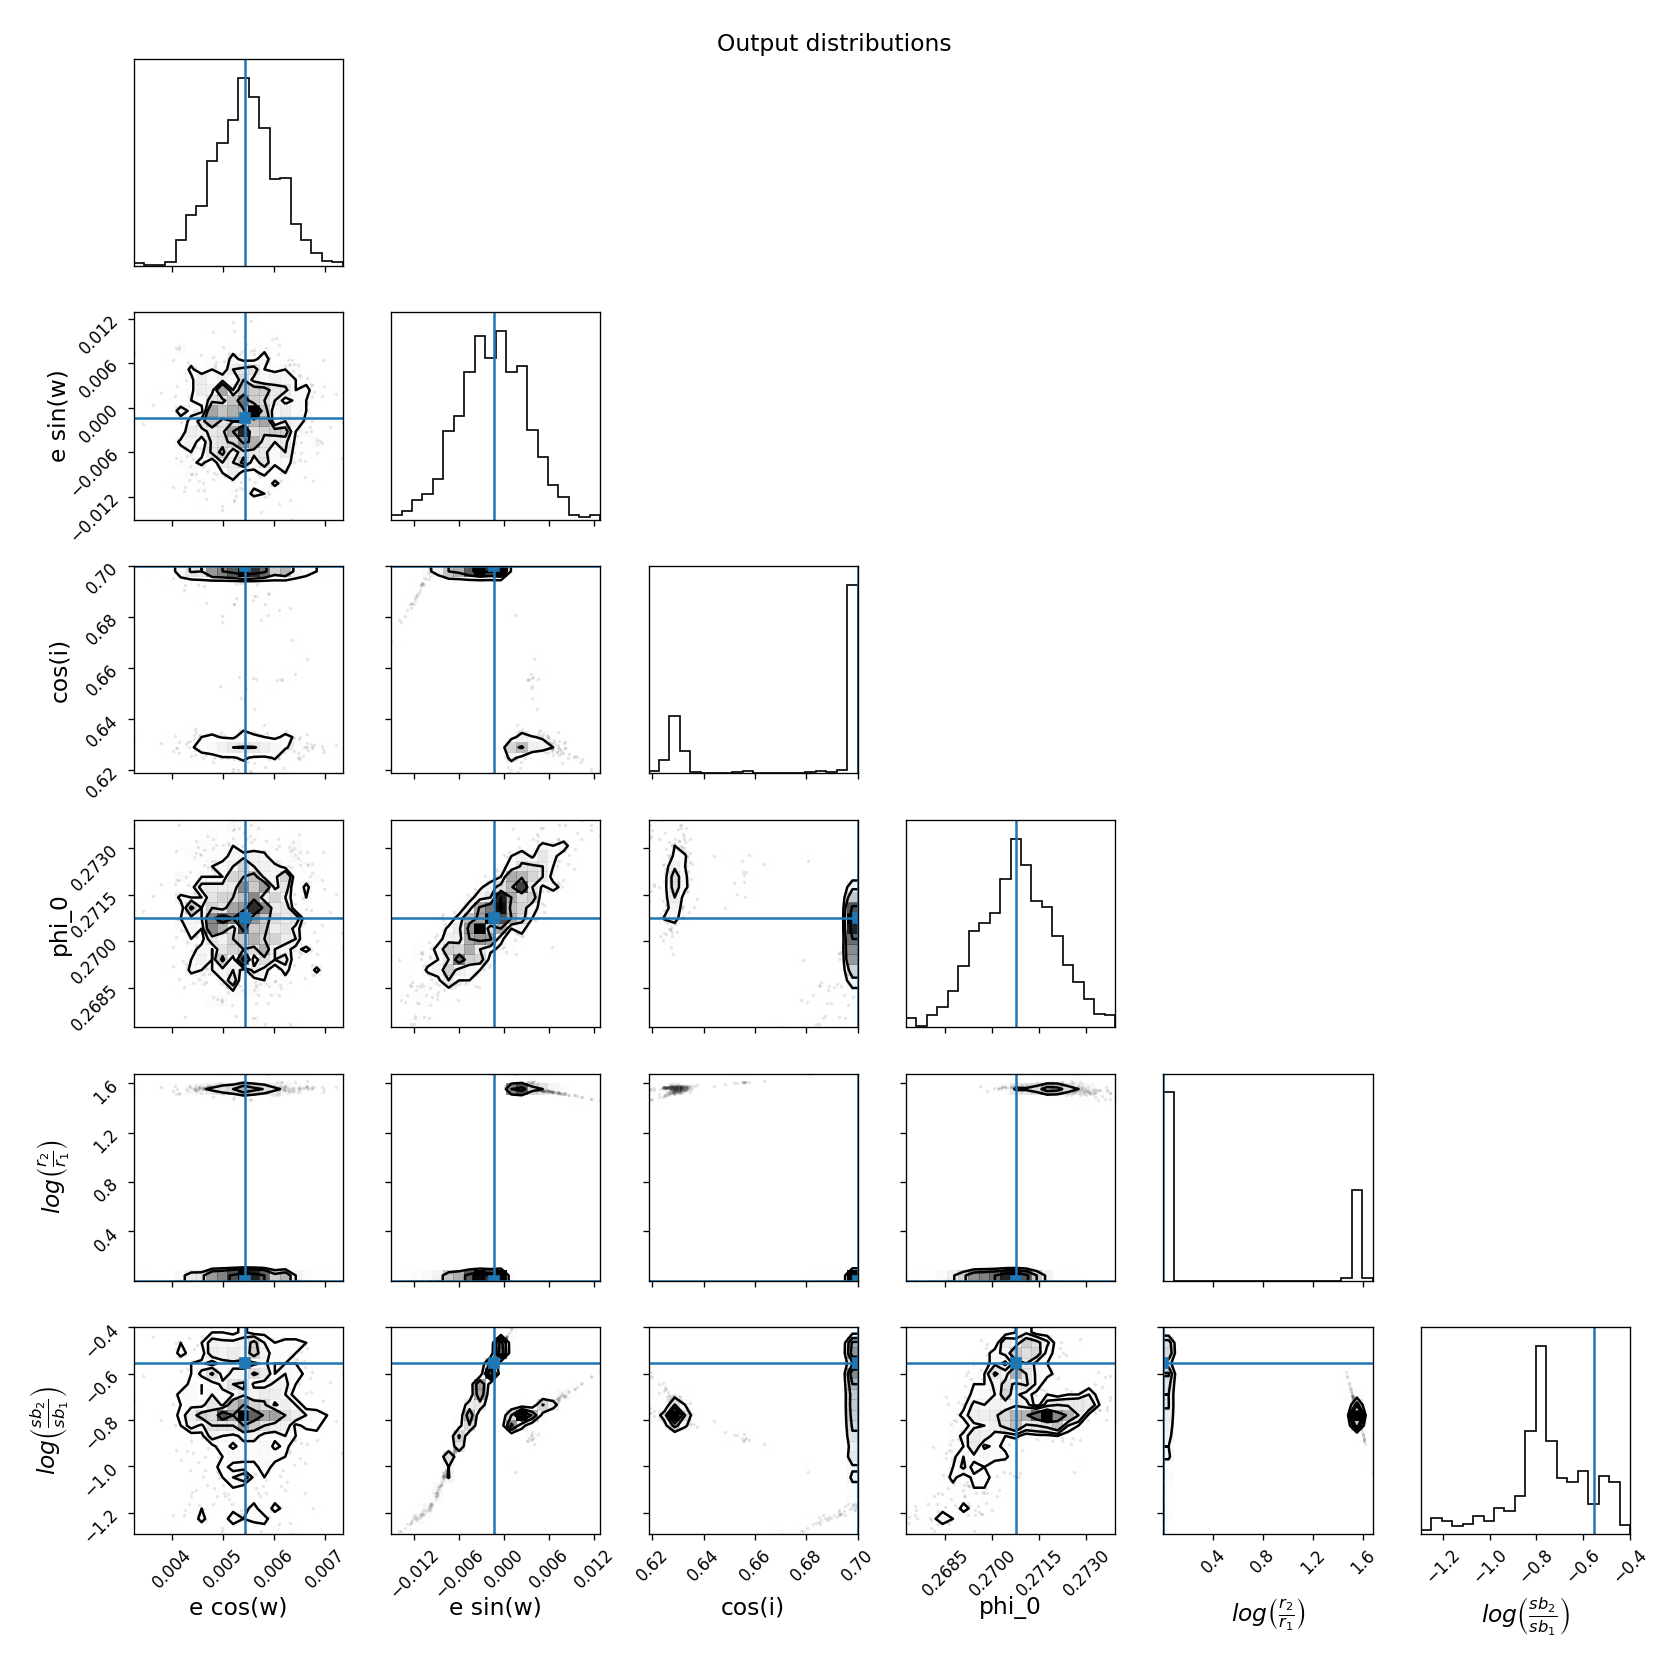 Output distributions
e sin(w)
0.012
0.006
0.000
−0.006
−0.012
cos(i)
0.70
0.68
0.66
0.64
0.62
phi_0
0.2730
0.2715
0.2700
0.2685
log(r₂/r₁)
1.6
1.2
0.8
0.4
log(sb₂/sb₁)
−0.4
−0.6
−0.8
−1.0
−1.2
0.004 0.005 0.006 0.007
e cos(w)
−0.012 −0.006 0.000 0.006 0.012
e sin(w)
0.62 0.64 0.66 0.68 0.70
cos(i)
0.2685 0.2700 0.2715 0.2730
phi_0
0.4 0.8 1.2 1.6
log(r₂/r₁)
−1.2 −1.0 −0.8 −0.6 −0.4
log(sb₂/sb₁)